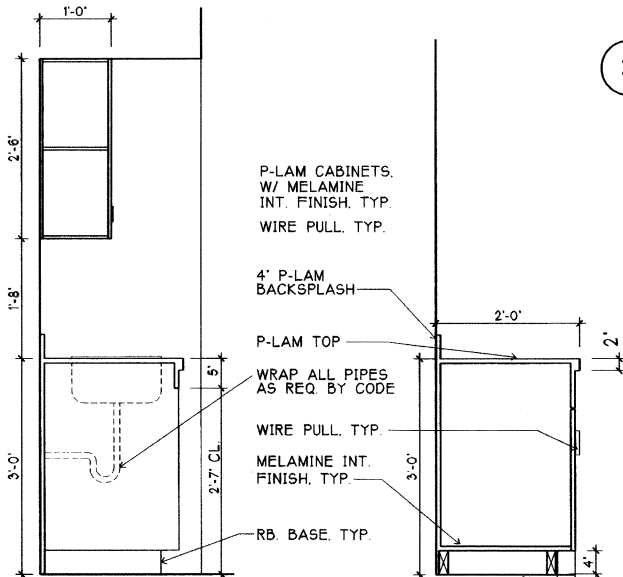 1'-0"
2'-6"
1'-8"
3'-0"
P-LAM CABINETS,
W/ MELAMINE
INT. FINISH, TYP.
WIRE PULL, TYP.
4" P-LAM
BACKSPLASH
P-LAM TOP
WRAP ALL PIPES
AS REQ. BY CODE
WIRE PULL, TYP.
MELAMINE INT.
FINISH, TYP.
RB. BASE, TYP.
5"
2'-7" CL.
2'-0"
2"
3'-0"
4"